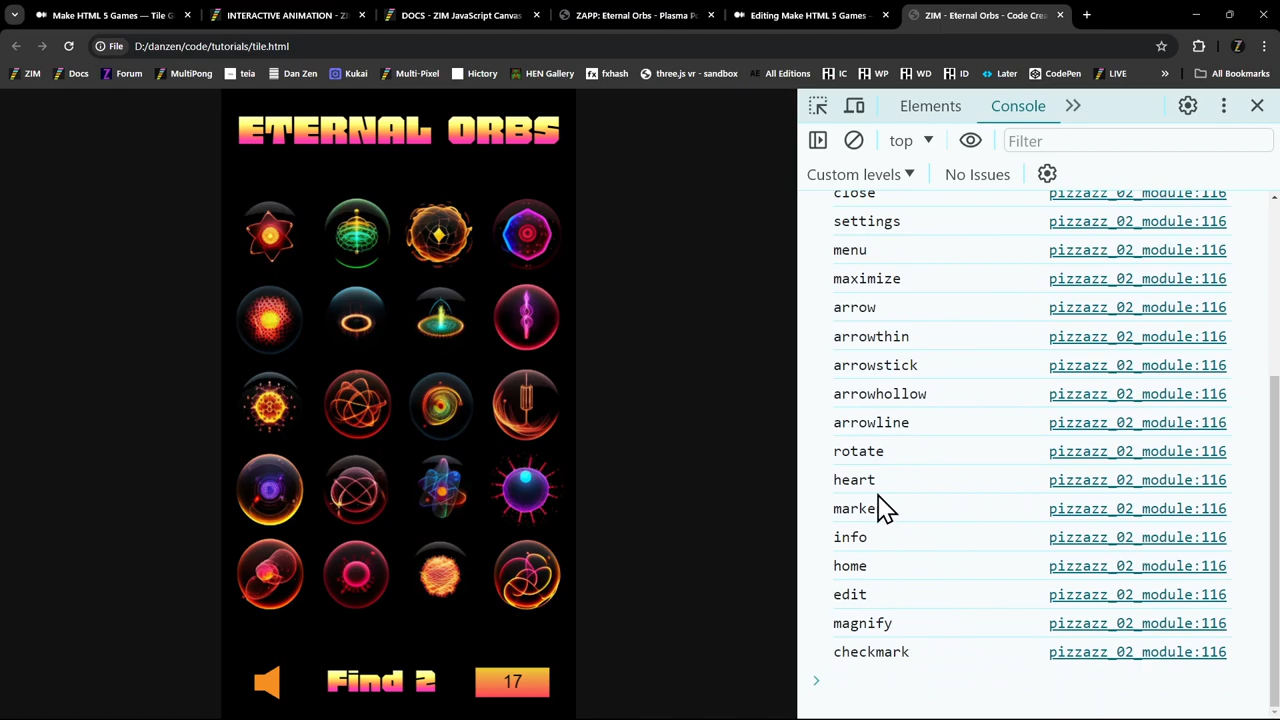 Make HTML 5 Games — Tile G
INTERACTIVE ANIMATION - ZI
DOCS - ZIM JavaScript Canvas
ZAPP: Eternal Orbs - Plasma Po
Editing Make HTML 5 Games –
ZIM - Eternal Orbs - Code Crea
File D:/danzen/code/tutorials/tile.html
ZIM Docs Forum MultiPong teia Dan Zen Kukai Multi-Pixel Hictory HEN Gallery fxhash three.js vr - sandbox All Editions IC WP WD ID Later CodePen LIVE All Bookmarks
Elements Console
top Filter
Custom levels No Issues
close pizzazz_02_module:116
settings pizzazz_02_module:116
menu pizzazz_02_module:116
maximize pizzazz_02_module:116
arrow pizzazz_02_module:116
arrowthin pizzazz_02_module:116
arrowstick pizzazz_02_module:116
arrowhollow pizzazz_02_module:116
arrowline pizzazz_02_module:116
rotate pizzazz_02_module:116
heart pizzazz_02_module:116
marke pizzazz_02_module:116
info pizzazz_02_module:116
home pizzazz_02_module:116
edit pizzazz_02_module:116
magnify pizzazz_02_module:116
checkmark pizzazz_02_module:116
ETERNAL ORBS
Find 2
17